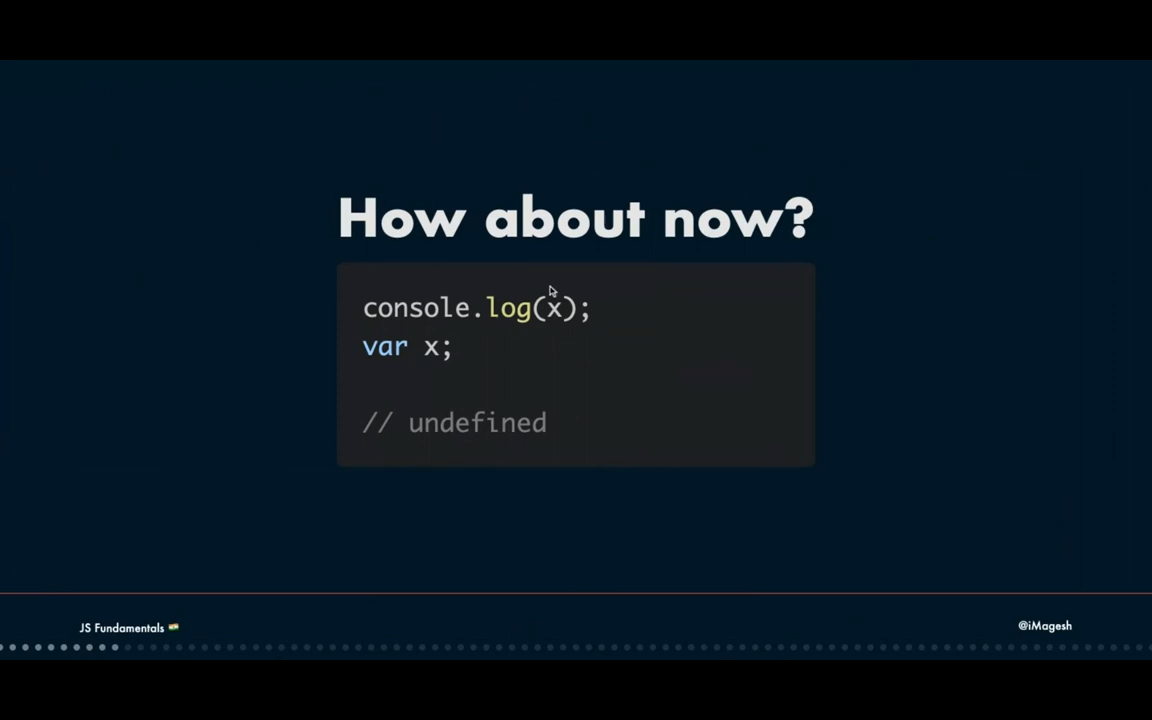 How about now?
console.log(x);
var x;
// undefined
JS Fundamentals 🇮🇳
@iMagesh